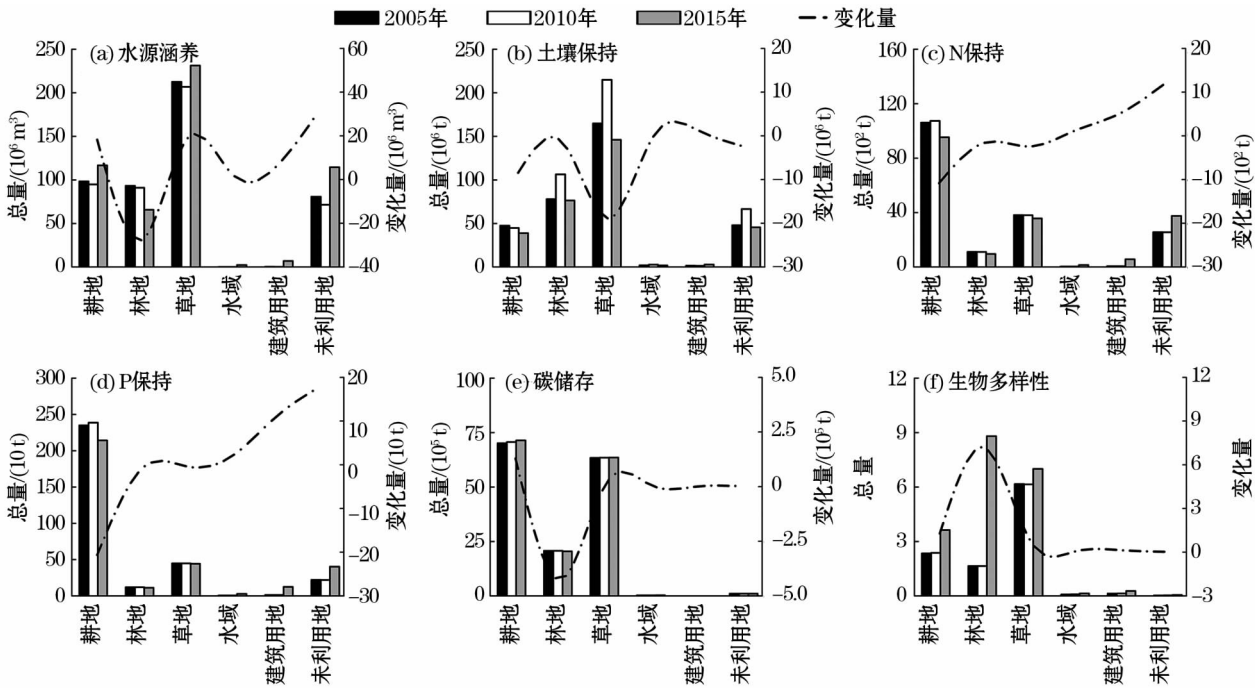 2005年 2010年 2015年 变化量
(a) 水源涵养
250
200
150
100
50
0
总量/(10⁶ m³)
60
40
20
0
−20
−40
变化量/(10⁶ m³)
耕地
林地
草地
水域
建筑用地
未利用地
(b) 土壤保持
250
200
150
100
50
0
总量/(10⁶ t)
20
10
0
−10
−20
−30
变化量/(10⁶ t)
耕地
林地
草地
水域
建筑用地
未利用地
(c) N保持
160
120
80
40
0
总量/(10² t)
20
10
0
−10
−20
−30
变化量/(10² t)
耕地
林地
草地
水域
建筑用地
未利用地
(d) P保持
300
250
200
150
100
50
0
总量/(10 t)
20
10
0
−10
−20
−30
变化量/(10 t)
耕地
林地
草地
水域
建筑用地
未利用地
(e) 碳储存
100
75
50
25
0
总量/(10⁵ t)
5.0
2.5
0
−2.5
−5.0
变化量/(10⁵ t)
耕地
林地
草地
水域
建筑用地
未利用地
(f) 生物多样性
12
9
6
3
0
总 量
12
9
6
3
0
−3
变化量
耕地
林地
草地
水域
建筑用地
未利用地